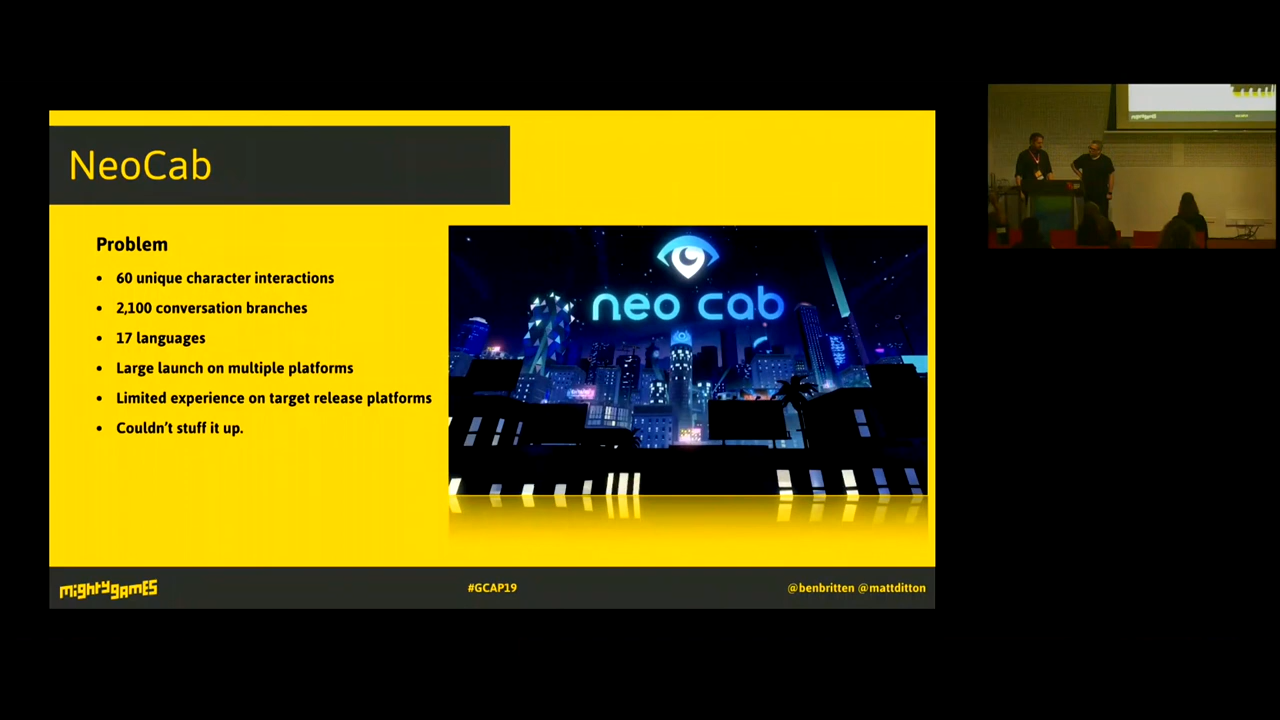 NeoCab
Problem
• 60 unique character interactions
• 2,100 conversation branches
• 17 languages
• Large launch on multiple platforms
• Limited experience on target release platforms
• Couldn't stuff it up.
neo cab
mightygames
#GCAP19
@benbritten @mattditton